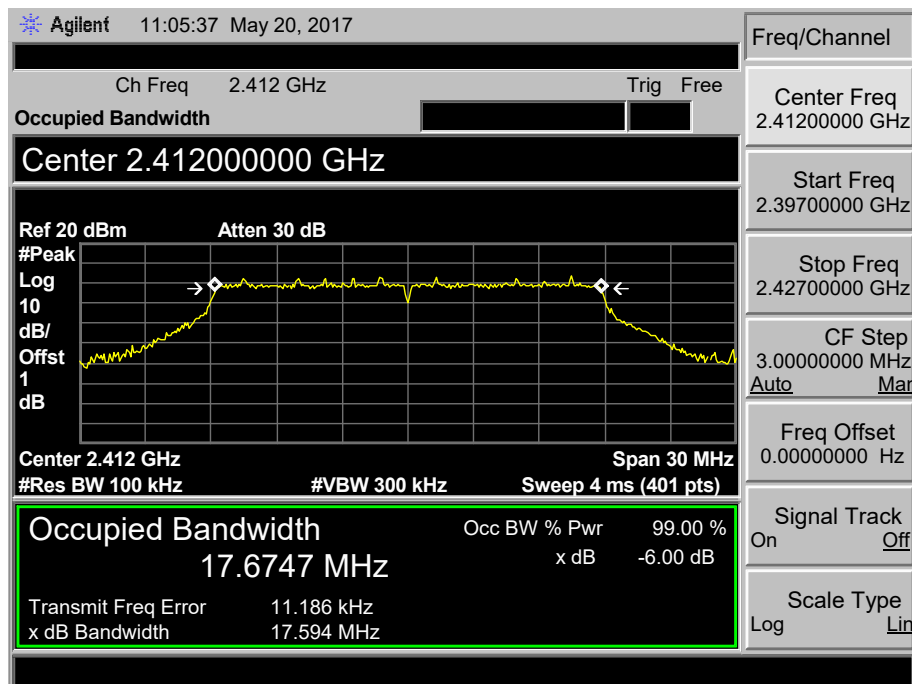 Agilent 11:05:37 May 20, 2017
Freq/Channel
Ch Freq 2.412 GHz Trig Free
Occupied Bandwidth
Center 2.412000000 GHz
Ref 20 dBm Atten 30 dB
#Peak
Log
10
dB/
Offst
1
dB
Center 2.412 GHz Span 30 MHz
#Res BW 100 kHz #VBW 300 kHz Sweep 4 ms (401 pts)
Occupied Bandwidth
17.6747 MHz
Occ BW % Pwr 99.00 %
x dB -6.00 dB
Transmit Freq Error 11.186 kHz
x dB Bandwidth 17.594 MHz
Center Freq
2.41200000 GHz
Start Freq
2.39700000 GHz
Stop Freq
2.42700000 GHz
CF Step
3.00000000 MHz
Auto Man
Freq Offset
0.00000000 Hz
Signal Track
On Off
Scale Type
Log Lin